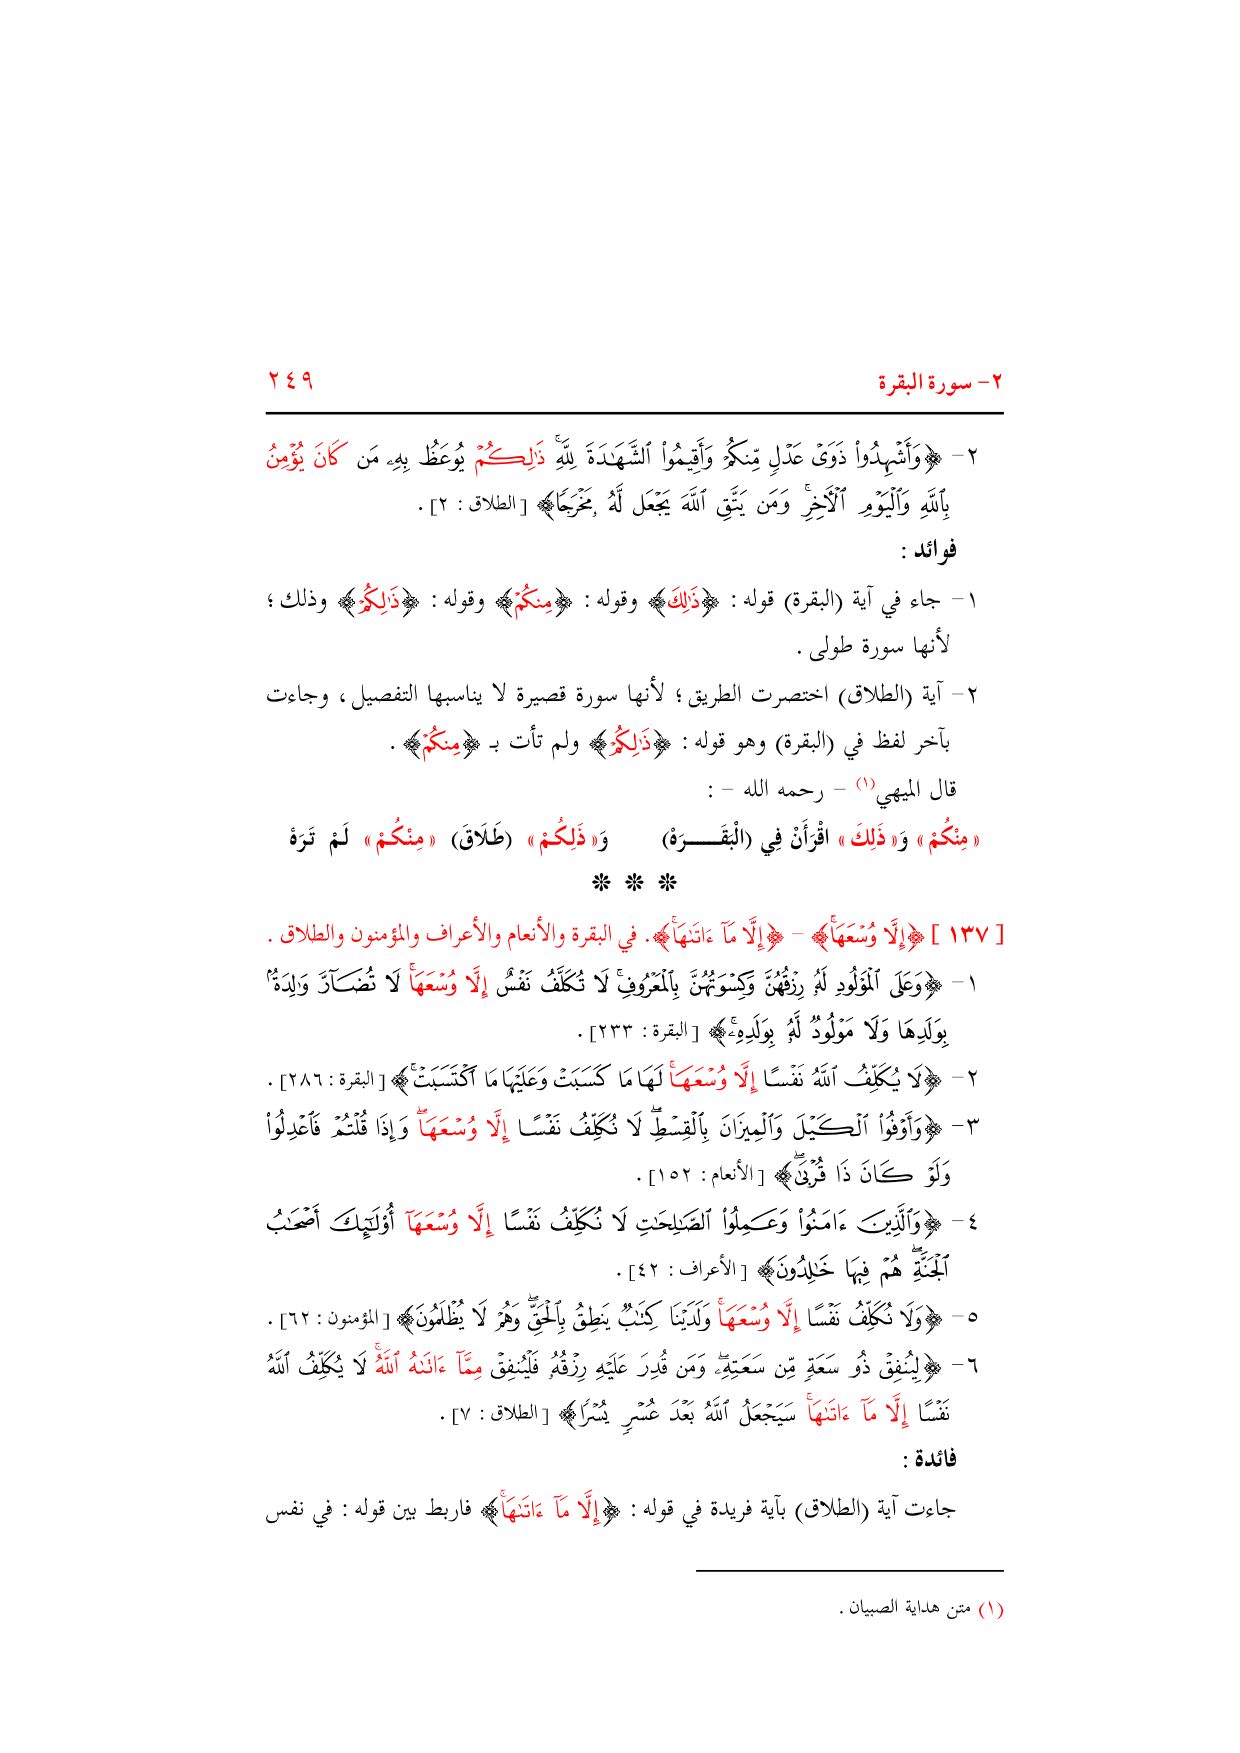 ٢- سورة البقرة ٢٤٩
٢- ﴿وَأَشْهِدُوا۟ ذَوَىْ عَدْلٍ مِّنكُمْ وَأَقِيمُوا۟ ٱلشَّهَـٰدَةَ لِلَّهِ ۚ ذَٰلِكُمْ يُوعَظُ بِهِۦ مَن كَانَ يُؤْمِنُ
بِٱللَّهِ وَٱلْيَوْمِ ٱلْـَٔاخِرِ ۚ وَمَن يَتَّقِ ٱللَّهَ يَجْعَل لَّهُۥ مَخْرَجًا﴾ [الطلاق : ٢] .
فوائد :
١- جاء في آية (البقرة) قوله : ﴿ذَٰلِكَ﴾ وقوله : ﴿مِنكُمْ﴾ وقوله : ﴿ذَٰلِكُمْ﴾ وذلك ؛
لأنها سورة طولى .
٢- آية (الطلاق) اختصرت الطريق ؛ لأنها سورة قصيرة لا يناسبها التفصيل ، وجاءت
بآخر لفظ في (البقرة) وهو قوله : ﴿ذَٰلِكُمْ﴾ ولم تأت بـ ﴿مِنكُمْ﴾ .
قال الميهي(١) - رحمه الله - :
« مِنْكُمْ » وَ« ذَلِكَ » اقْرَأَنْ فِي (الْبَقَـــرَهْ) وَ« ذَلِكُمْ » (طَلَاقَ) « مِنْكُمْ » لَمْ تَرَهْ
* * *
[ ١٣٧ ] ﴿إِلَّا وُسْعَهَا ۚ﴾ - ﴿إِلَّا مَآ ءَاتَىٰهَا ۚ﴾. في البقرة والأنعام والأعراف والمؤمنون والطلاق .
١- ﴿وَعَلَى ٱلْمَوْلُودِ لَهُۥ رِزْقُهُنَّ وَكِسْوَتُهُنَّ بِٱلْمَعْرُوفِ ۚ لَا تُكَلَّفُ نَفْسٌ إِلَّا وُسْعَهَا ۚ لَا تُضَآرَّ وَٰلِدَةٌۢ
بِوَلَدِهَا وَلَا مَوْلُودٌ لَّهُۥ بِوَلَدِهِۦ ۚ﴾ [البقرة : ٢٣٣] .
٢- ﴿لَا يُكَلِّفُ ٱللَّهُ نَفْسًا إِلَّا وُسْعَهَا ۚ لَهَا مَا كَسَبَتْ وَعَلَيْهَا مَا ٱكْتَسَبَتْ ۗ﴾ [البقرة : ٢٨٦] .
٣- ﴿وَأَوْفُوا۟ ٱلْكَيْلَ وَٱلْمِيزَانَ بِٱلْقِسْطِ ۖ لَا نُكَلِّفُ نَفْسًا إِلَّا وُسْعَهَا ۖ وَإِذَا قُلْتُمْ فَٱعْدِلُوا۟
وَلَوْ كَانَ ذَا قُرْبَىٰ ۖ﴾ [الأنعام : ١٥٢] .
٤- ﴿وَٱلَّذِينَ ءَامَنُوا۟ وَعَمِلُوا۟ ٱلصَّـٰلِحَـٰتِ لَا نُكَلِّفُ نَفْسًا إِلَّا وُسْعَهَآ أُو۟لَـٰٓئِكَ أَصْحَـٰبُ
ٱلْجَنَّةِ ۖ هُمْ فِيهَا خَـٰلِدُونَ﴾ [الأعراف : ٤٢] .
٥- ﴿وَلَا نُكَلِّفُ نَفْسًا إِلَّا وُسْعَهَا ۚ وَلَدَيْنَا كِتَـٰبٌ يَنطِقُ بِٱلْحَقِّ ۖ وَهُمْ لَا يُظْلَمُونَ﴾ [المؤمنون : ٦٢] .
٦- ﴿لِيُنفِقْ ذُو سَعَةٍ مِّن سَعَتِهِۦ ۖ وَمَن قُدِرَ عَلَيْهِ رِزْقُهُۥ فَلْيُنفِقْ مِمَّآ ءَاتَىٰهُ ٱللَّهُ ۚ لَا يُكَلِّفُ ٱللَّهُ
نَفْسًا إِلَّا مَآ ءَاتَىٰهَا ۚ سَيَجْعَلُ ٱللَّهُ بَعْدَ عُسْرٍ يُسْرًا﴾ [الطلاق : ٧] .
فائدة :
جاءت آية (الطلاق) بآية فريدة في قوله : ﴿إِلَّا مَآ ءَاتَىٰهَا ۚ﴾ فاربط بين قوله : في نفس
(١) متن هداية الصبيان .